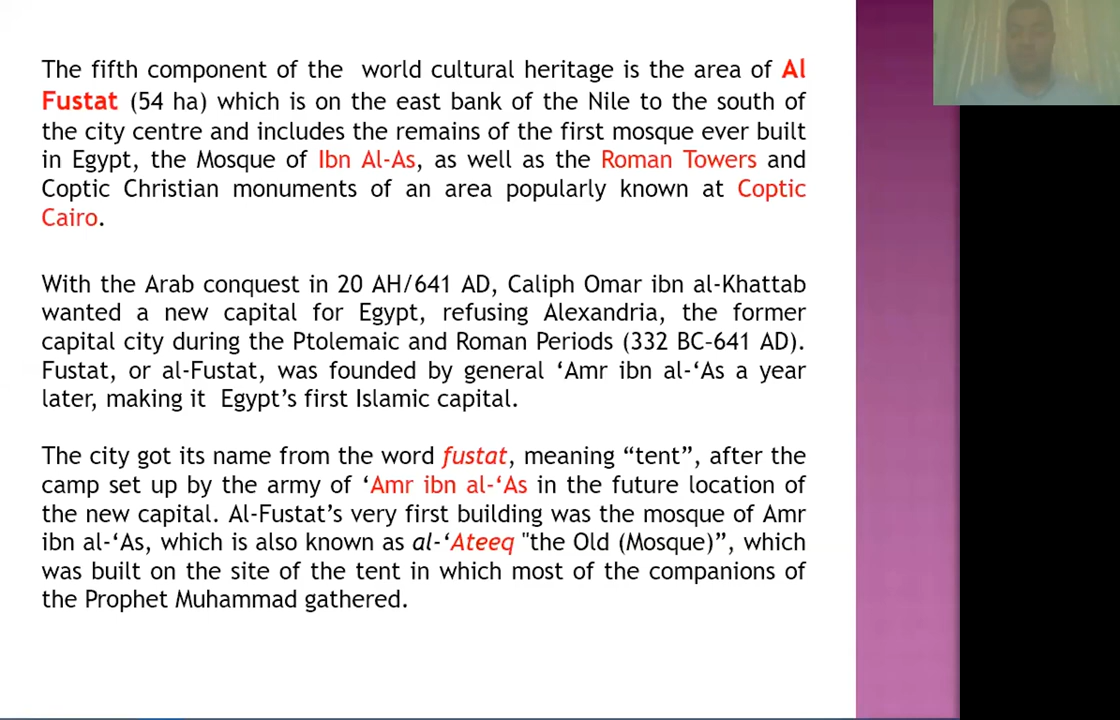 The fifth component of the world cultural heritage is the area of Al
Fustat (54 ha) which is on the east bank of the Nile to the south of
the city centre and includes the remains of the first mosque ever built
in Egypt, the Mosque of Ibn Al-As, as well as the Roman Towers and
Coptic Christian monuments of an area popularly known at Coptic
Cairo.
With the Arab conquest in 20 AH/641 AD, Caliph Omar ibn al-Khattab
wanted a new capital for Egypt, refusing Alexandria, the former
capital city during the Ptolemaic and Roman Periods (332 BC–641 AD).
Fustat, or al-Fustat, was founded by general ‘Amr ibn al-‘As a year
later, making it Egypt’s first Islamic capital.
The city got its name from the word fustat, meaning “tent”, after the
camp set up by the army of ‘Amr ibn al-‘As in the future location of
the new capital. Al-Fustat’s very first building was the mosque of Amr
ibn al-‘As, which is also known as al-‘Ateeq "the Old (Mosque)”, which
was built on the site of the tent in which most of the companions of
the Prophet Muhammad gathered.